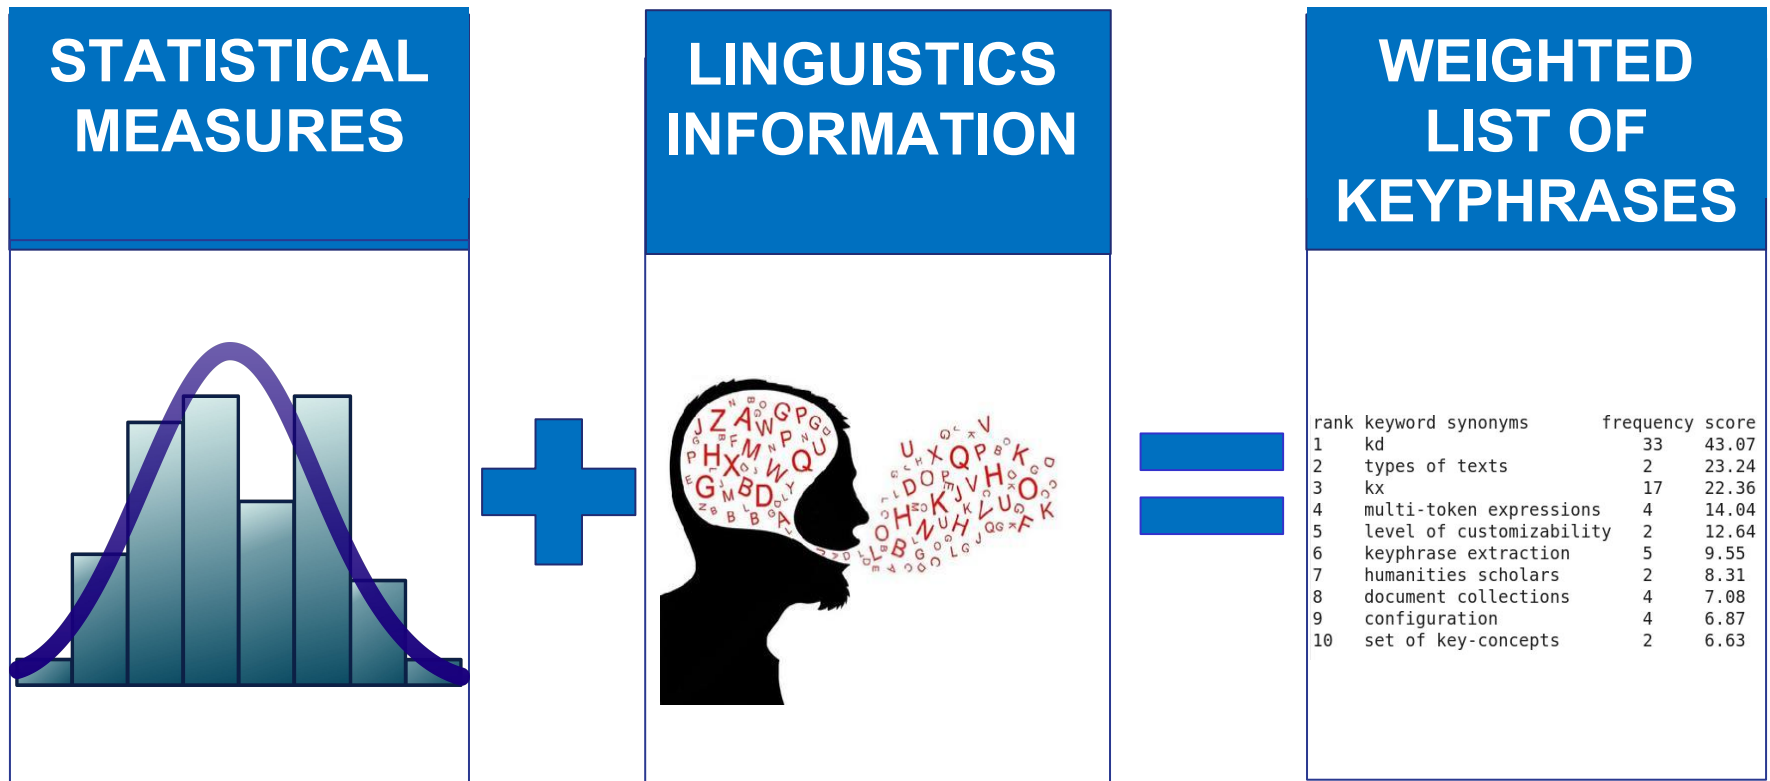 STATISTICAL
MEASURES
LINGUISTICS
INFORMATION
WEIGHTED
LIST OF
KEYPHRASES
rank keyword synonyms frequency score
1 kd 33 43.07
2 types of texts 2 23.24
3 kx 17 22.36
4 multi-token expressions 4 14.04
5 level of customizability 2 12.64
6 keyphrase extraction 5 9.55
7 humanities scholars 2 8.31
8 document collections 4 7.08
9 configuration 4 6.87
10 set of key-concepts 2 6.63